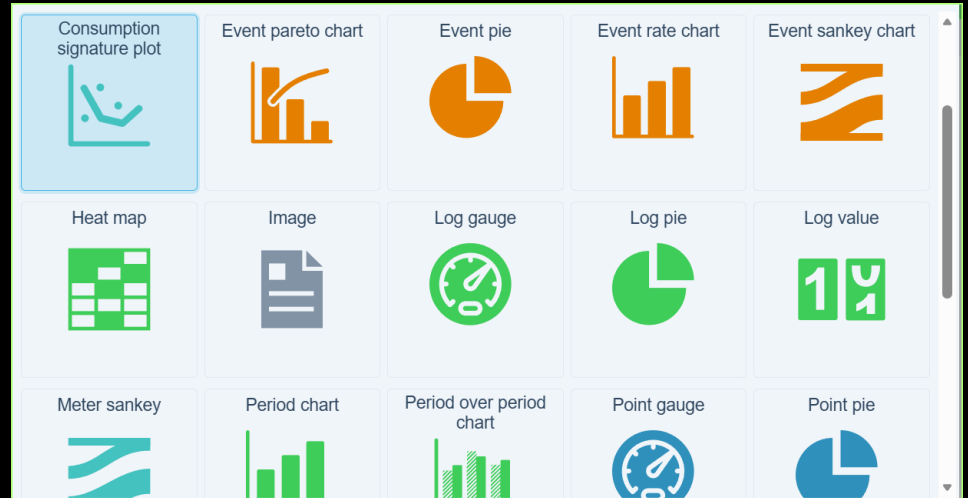 Consumption
signature plot
Event pareto chart
Event pie
Event rate chart
Event sankey chart
Heat map
Image
Log gauge
Log pie
Log value
Meter sankey
Period chart
Period over period
chart
Point gauge
Point pie